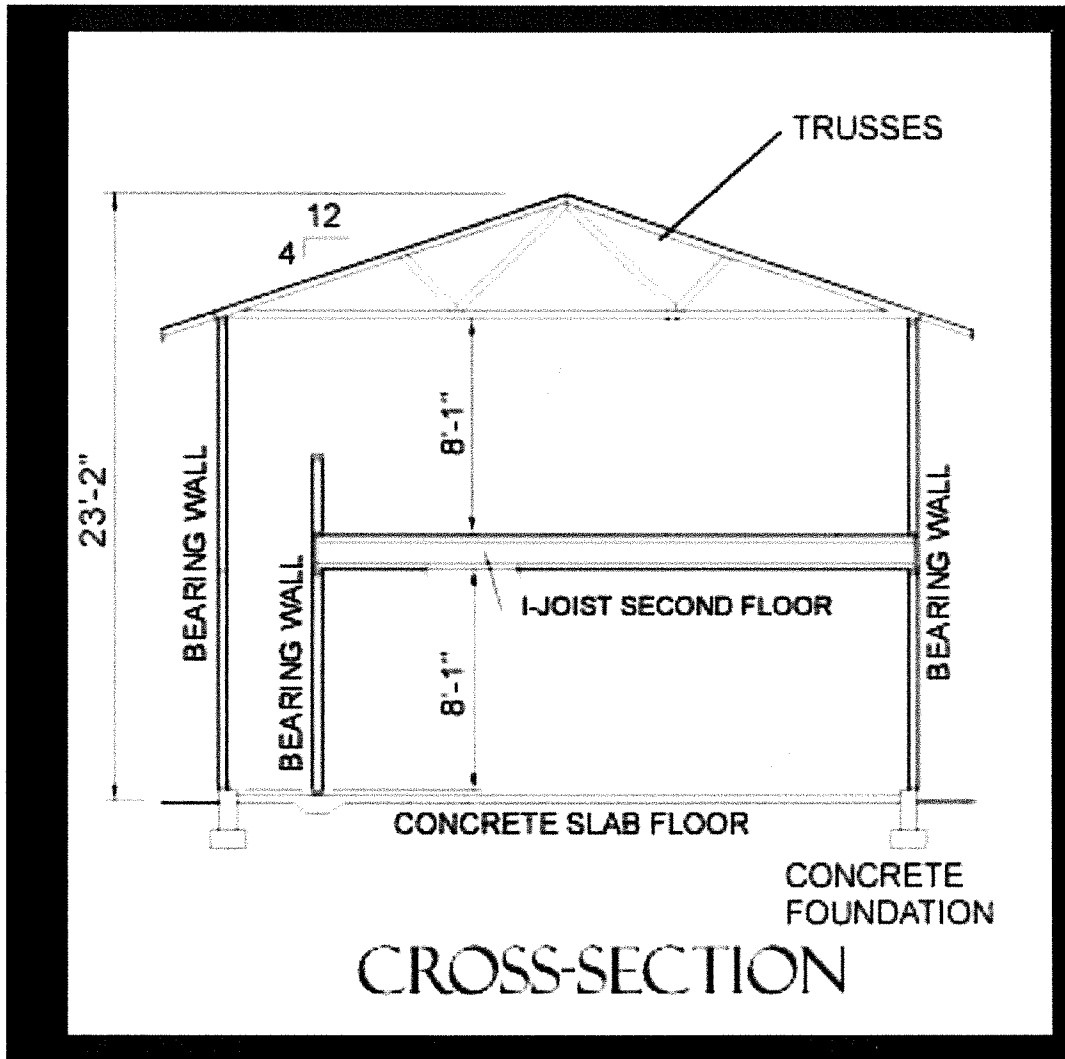 TRUSSES
12
4
8'-1"
23'-2"
BEARING WALL
BEARING WALL
BEARING WALL
I-JOIST SECOND FLOOR
8'-1"
CONCRETE SLAB FLOOR
CONCRETE
FOUNDATION
CROSS-SECTION